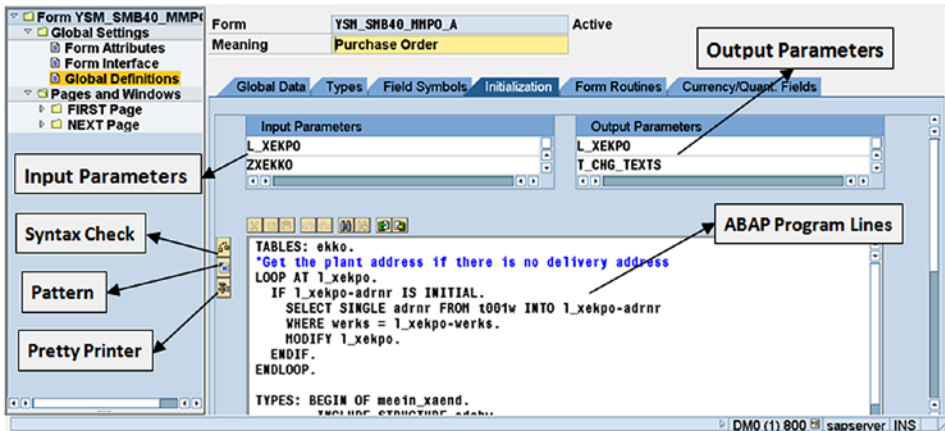 Form YSM_SMB40_MMP
Global Settings
Form Attributes
Form Interface
Global Definitions
Pages and Windows
FIRST Page
NEXT Page
Form YSM_SMB40_MMPO_A Active
Meaning Purchase Order
Output Parameters
Global Data Types Field Symbols Initialization Form Routines Currency/Quant. Fields
Input Parameters Output Parameters
L_XEKPO L_XEKPO
ZXEKKO T_CHG_TEXTS
Input Parameters
Syntax Check
Pattern
Pretty Printer
ABAP Program Lines
TABLES: ekko.
*Get the plant address if there is no delivery address
LOOP AT l_xekpo.
IF l_xekpo-adrnr IS INITIAL.
SELECT SINGLE adrnr FROM t001w INTO l_xekpo-adrnr
WHERE werks = l_xekpo-werks.
MODIFY l_xekpo.
ENDIF.
ENDLOOP.
TYPES: BEGIN OF meein_xaend.
INCLUDE STRUCTURE
DM0 (1) 800 sapserver INS